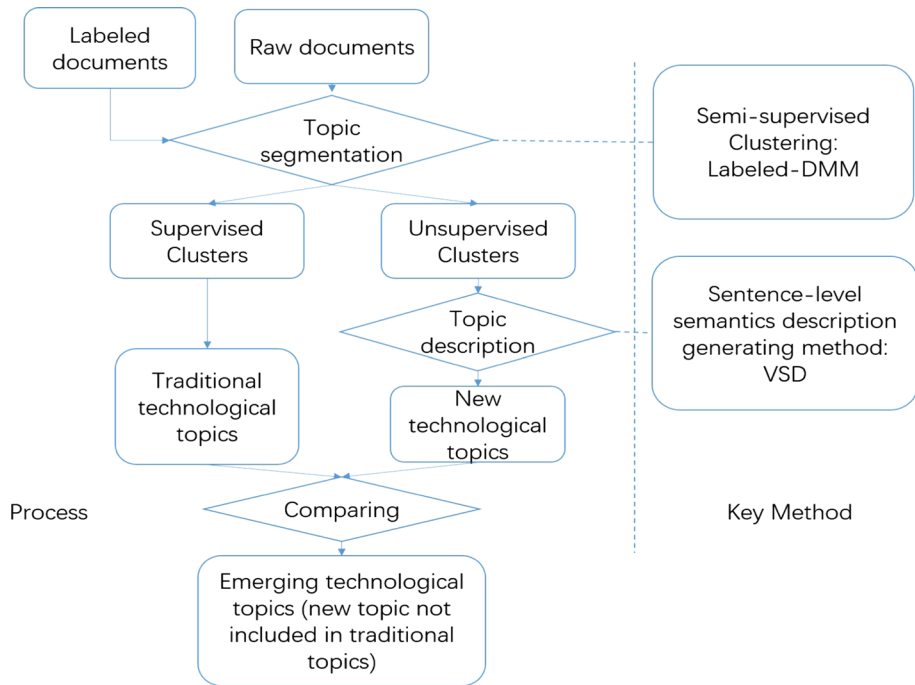 Labeled
documents
Raw documents
Topic
segmentation
Semi-supervised
Clustering:
Labeled-DMM
Supervised
Clusters
Unsupervised
Clusters
Topic
description
Sentence-level
semantics description
generating method:
VSD
Traditional
technological
topics
New
technological
topics
Process
Comparing
Key Method
Emerging technological
topics (new topic not
included in traditional
topics)